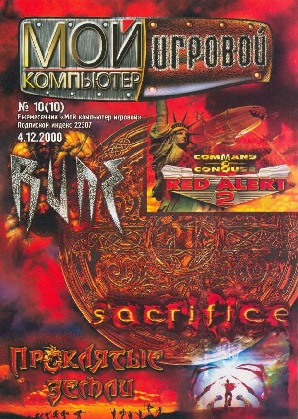 МОЙ
КОМПЬЮТЕР
ИГРОВОЙ
№ 10(10)
Ежемесячник «Мой компьютер игровой»
Подписной индекс 22307
4.12.2000
RUNE
COMMAND
&
CONQUER
RED ALERT
2
sacrifice
Проклятые
Земли